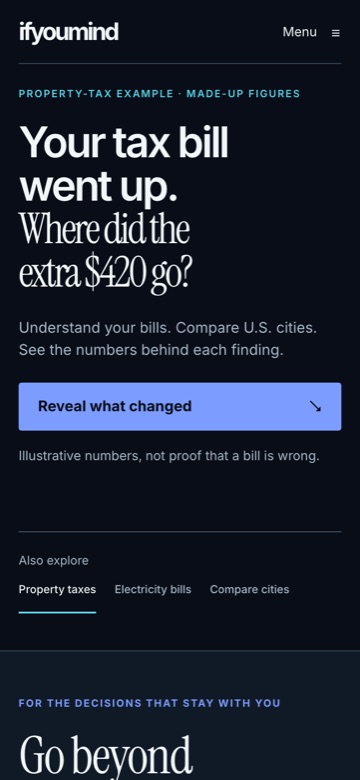 ifyoumind
Menu ≡
PROPERTY-TAX EXAMPLE · MADE-UP FIGURES
Your tax bill
went up.
Where did the
extra $420 go?
Understand your bills. Compare U.S. cities.
See the numbers behind each finding.
Reveal what changed ↘
Illustrative numbers, not proof that a bill is wrong.
Also explore
Property taxes Electricity bills Compare cities
FOR THE DECISIONS THAT STAY WITH YOU
Go beyond